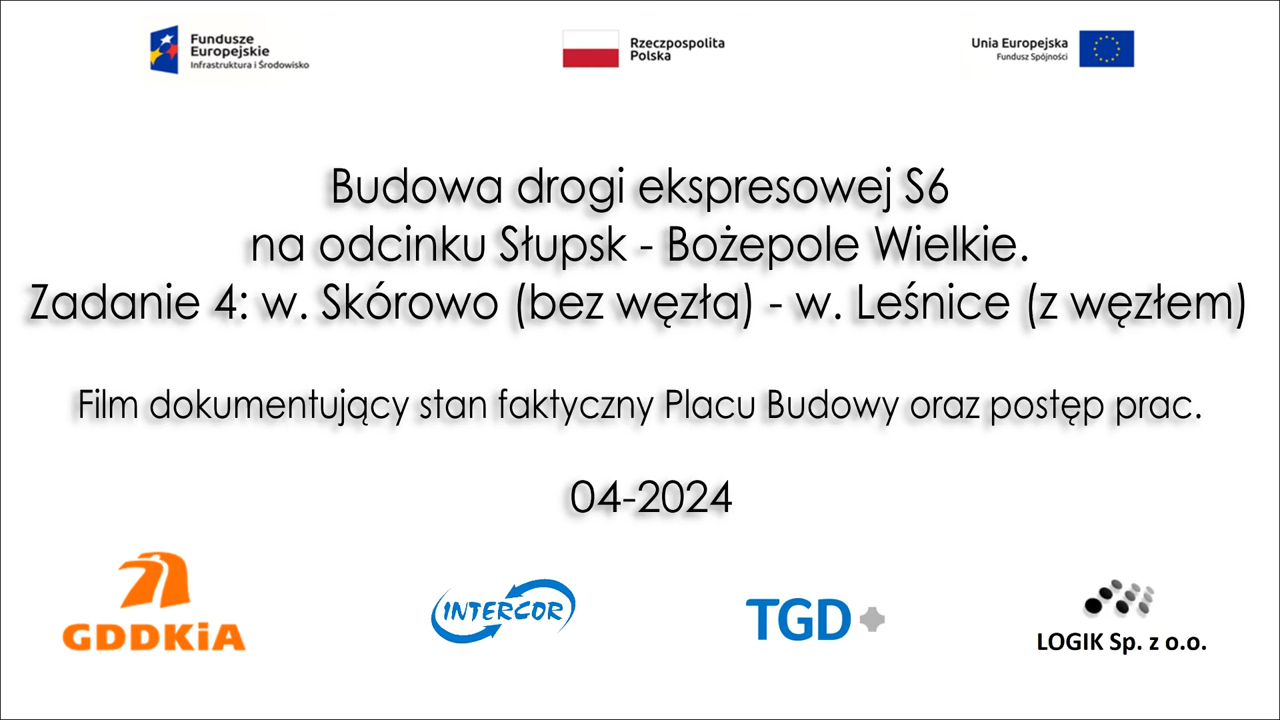 Fundusze
Europejskie
Infrastruktura i Środowisko
Rzeczpospolita
Polska
Unia Europejska
Fundusz Spójności
Budowa drogi ekspresowej S6
na odcinku Słupsk - Bożepole Wielkie.
Zadanie 4: w. Skórowo (bez węzła) - w. Leśnice (z węzłem)
Film dokumentujący stan faktyczny Placu Budowy oraz postęp prac.
04-2024
GDDKiA
INTERCOR
TGD
LOGIK Sp. z o.o.